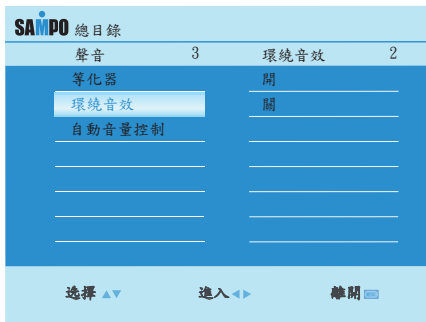 SAMPO 總目錄
聲音 3 環繞音效 2
等化器 開
環繞音效 關
自動音量控制
选擇 ▲▼ 進入 ◀▶ 離開